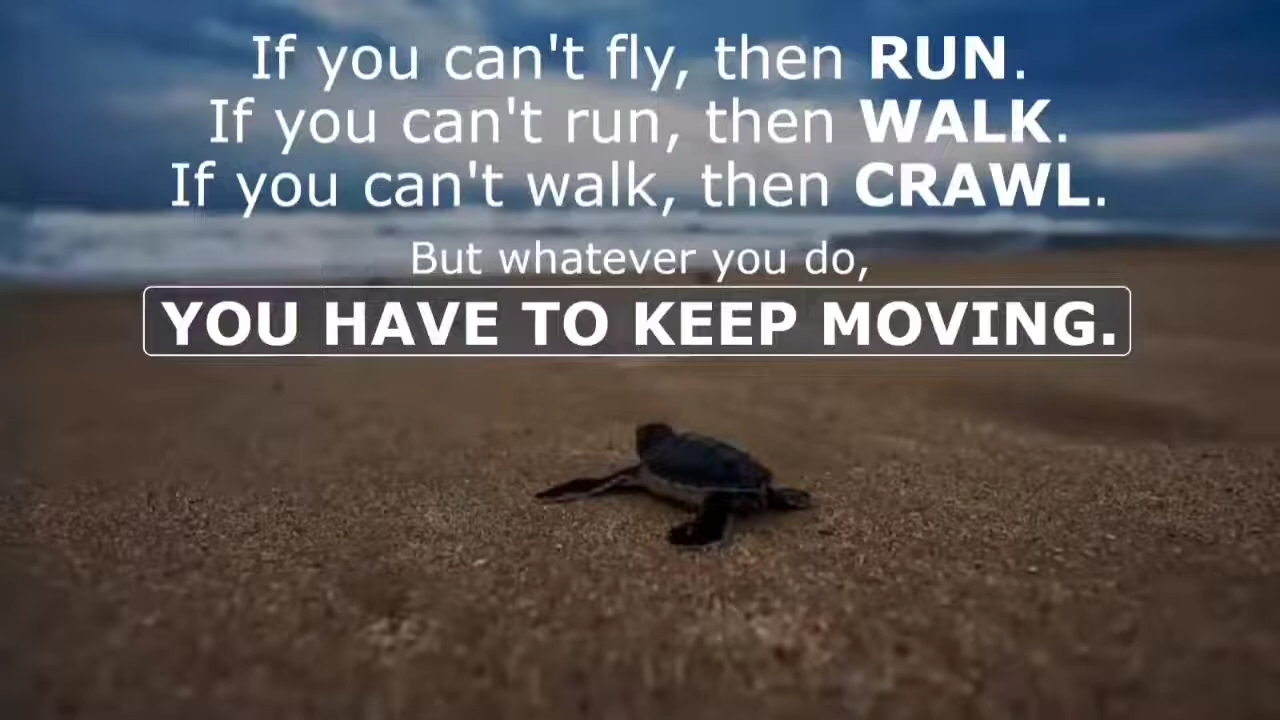 If you can't fly, then RUN.
If you can't run, then WALK.
If you can't walk, then CRAWL.
But whatever you do,
YOU HAVE TO KEEP MOVING.